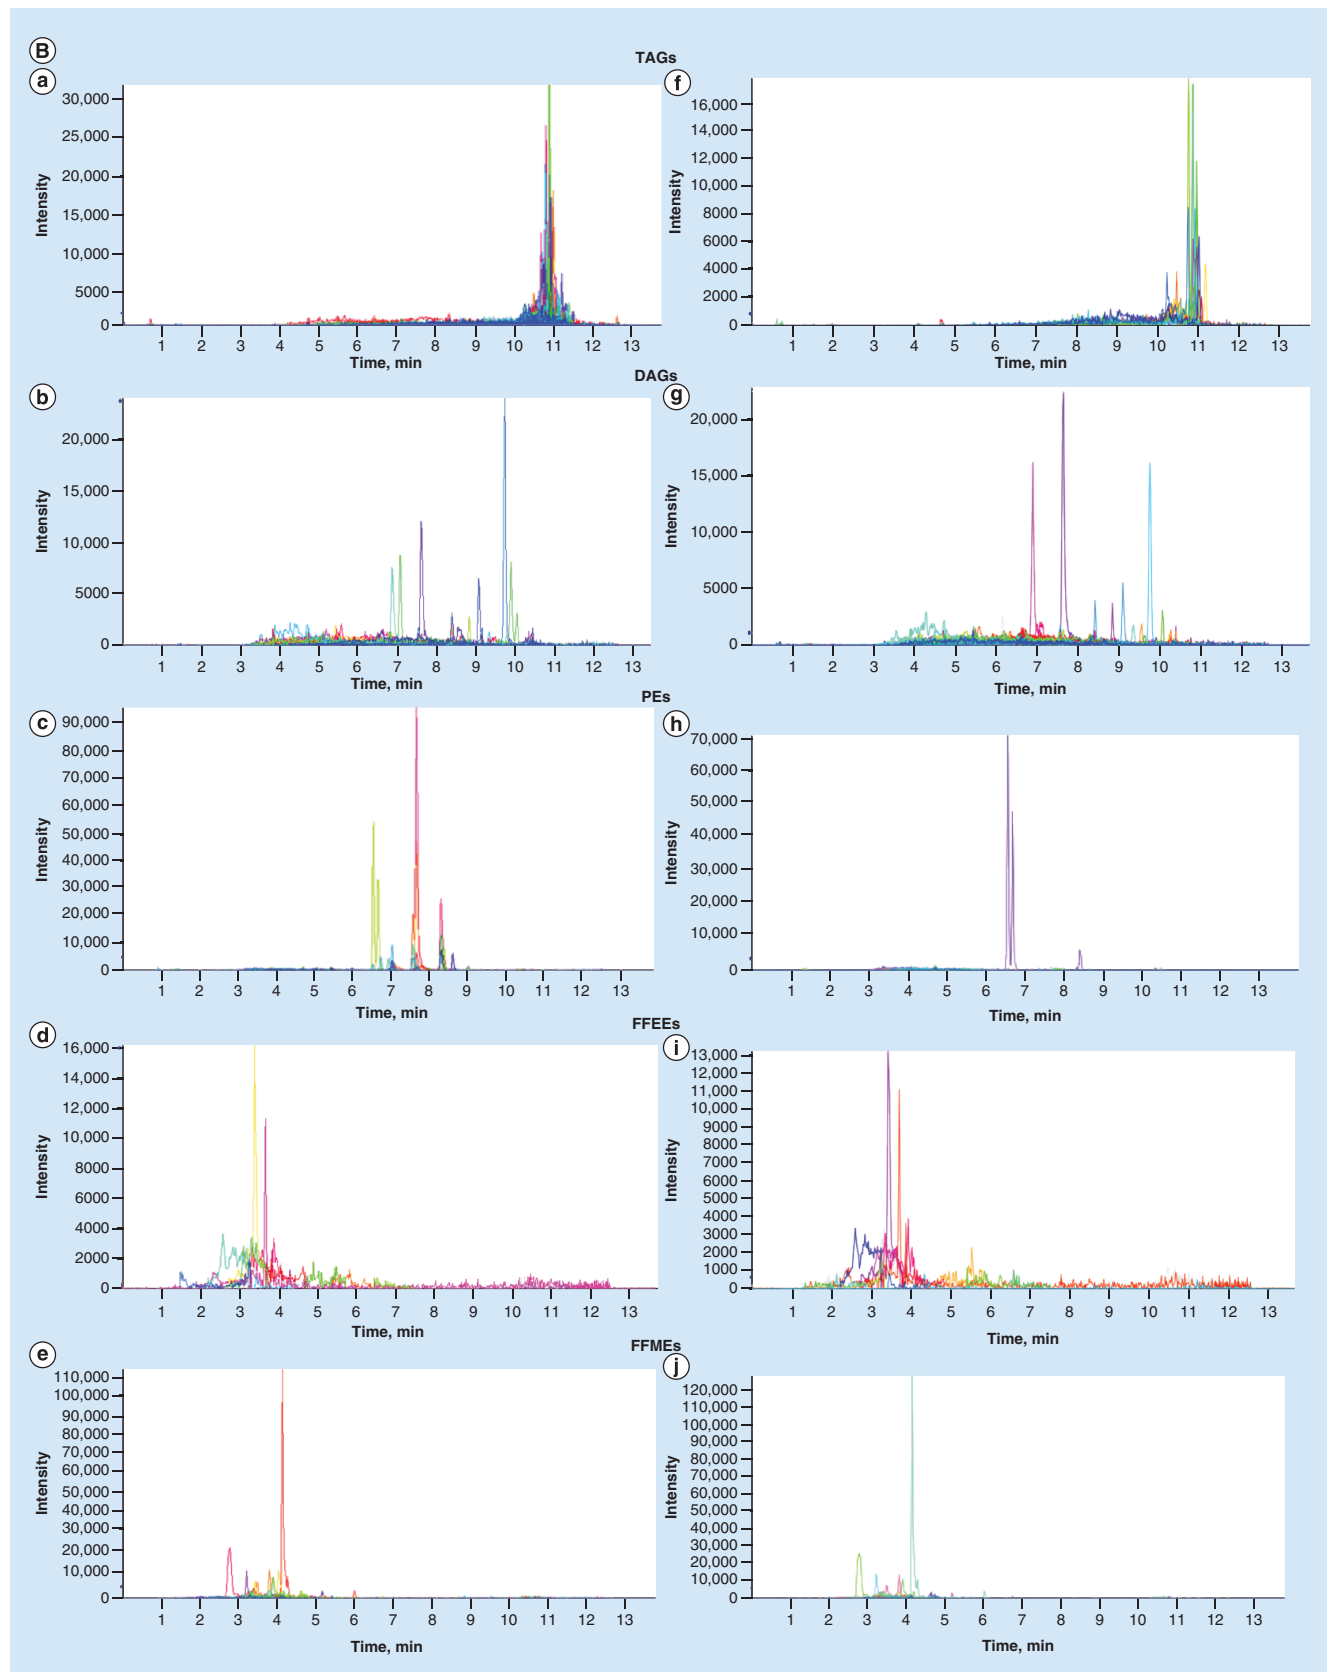 B
TAGs
a
f
30,000
25,000
20,000
15,000
10,000
5000
0
Intensity
1 2 3 4 5 6 7 8 9 10 11 12 13
Time, min
16,000
14,000
12,000
10,000
8000
6000
4000
2000
0
Intensity
1 2 3 4 5 6 7 8 9 10 11 12 13
Time, min
DAGs
b
g
20,000
15,000
10,000
5000
0
Intensity
1 2 3 4 5 6 7 8 9 10 11 12 13
Time, min
20,000
15,000
10,000
5000
0
Intensity
1 2 3 4 5 6 7 8 9 10 11 12 13
Time, min
PEs
c
h
90,000
80,000
70,000
60,000
50,000
40,000
30,000
20,000
10,000
0
Intensity
1 2 3 4 5 6 7 8 9 10 11 12 13
Time, min
70,000
60,000
50,000
40,000
30,000
20,000
10,000
0
Intensity
1 2 3 4 5 6 7 8 9 10 11 12 13
Time, min
FFEEs
d
i
16,000
14,000
12,000
10,000
8000
6000
4000
2000
0
Intensity
1 2 3 4 5 6 7 8 9 10 11 12 13
Time, min
13,000
12,000
11,000
10,000
9000
8000
7000
6000
5000
4000
3000
2000
1000
0
Intensity
1 2 3 4 5 6 7 8 9 10 11 12 13
Time, min
FFMEs
e
j
110,000
100,000
90,000
80,000
70,000
60,000
50,000
40,000
30,000
20,000
10,000
0
Intensity
1 2 3 4 5 6 7 8 9 10 11 12 13
Time, min
120,000
110,000
100,000
90,000
80,000
70,000
60,000
50,000
40,000
30,000
20,000
10,000
0
Intensity
1 2 3 4 5 6 7 8 9 10 11 12 13
Time, min